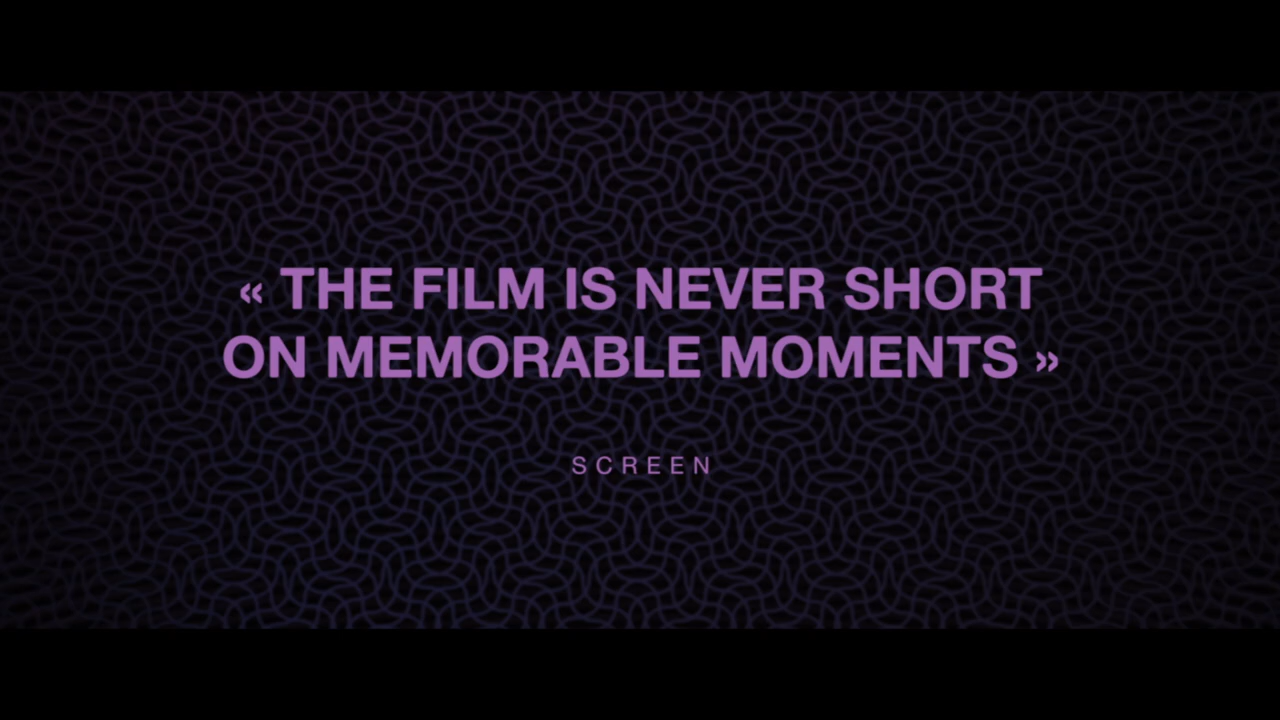 « THE FILM IS NEVER SHORT
ON MEMORABLE MOMENTS »
SCREEN